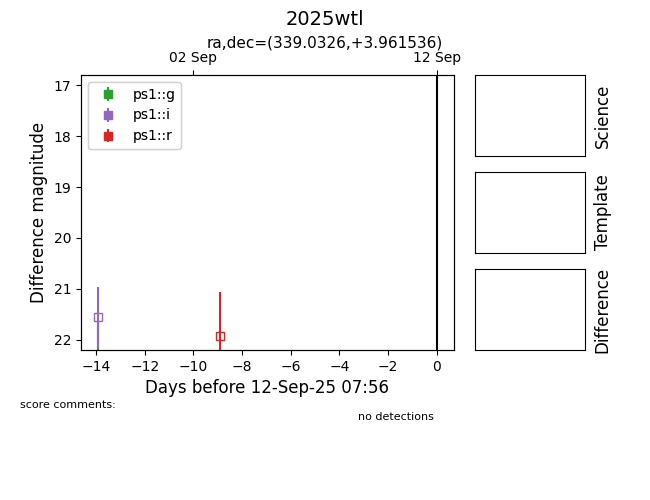 2025wtl
ra,dec=(339.0326,+3.961536)
02 Sep
12 Sep
ps1::g
ps1::i
ps1::r
17
18
19
20
21
22
Difference magnitude
−14
−12
−10
−8
−6
−4
−2
0
Days before 12-Sep-25 07:56
Science
Template
Difference
score comments:
no detections